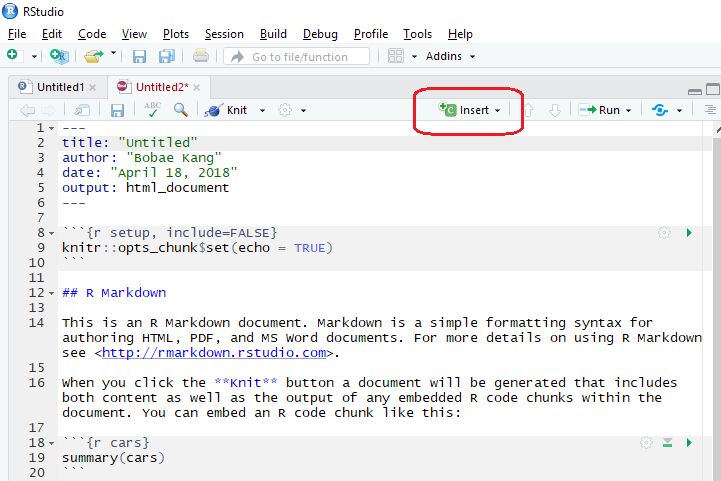 RStudio
File Edit Code View Plots Session Build Debug Profile Tools Help
Go to file/function Addins
Untitled1 Untitled2*
ABC Knit Insert Run
1 ---
2 title: "Untitled"
3 author: "Bobae Kang"
4 date: "April 18, 2018"
5 output: html_document
6 ---
7
8 ```{r setup, include=FALSE}
9 knitr::opts_chunk$set(echo = TRUE)
10 ```
11
12 ## R Markdown
13
14 This is an R Markdown document. Markdown is a simple formatting syntax for
authoring HTML, PDF, and MS Word documents. For more details on using R Markdown
see <http://rmarkdown.rstudio.com>.
15
16 When you click the **Knit** button a document will be generated that includes
both content as well as the output of any embedded R code chunks within the
document. You can embed an R code chunk like this:
17
18 ```{r cars}
19 summary(cars)
20 ```